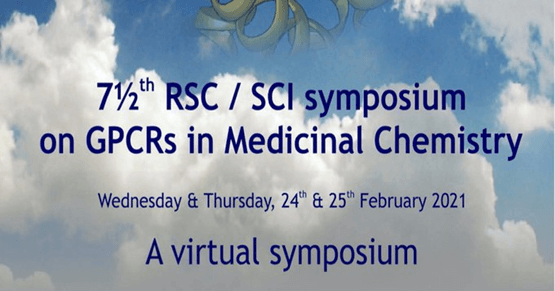 7½th RSC / SCI symposium
on GPCRs in Medicinal Chemistry
Wednesday & Thursday, 24th & 25th February 2021
A virtual symposium